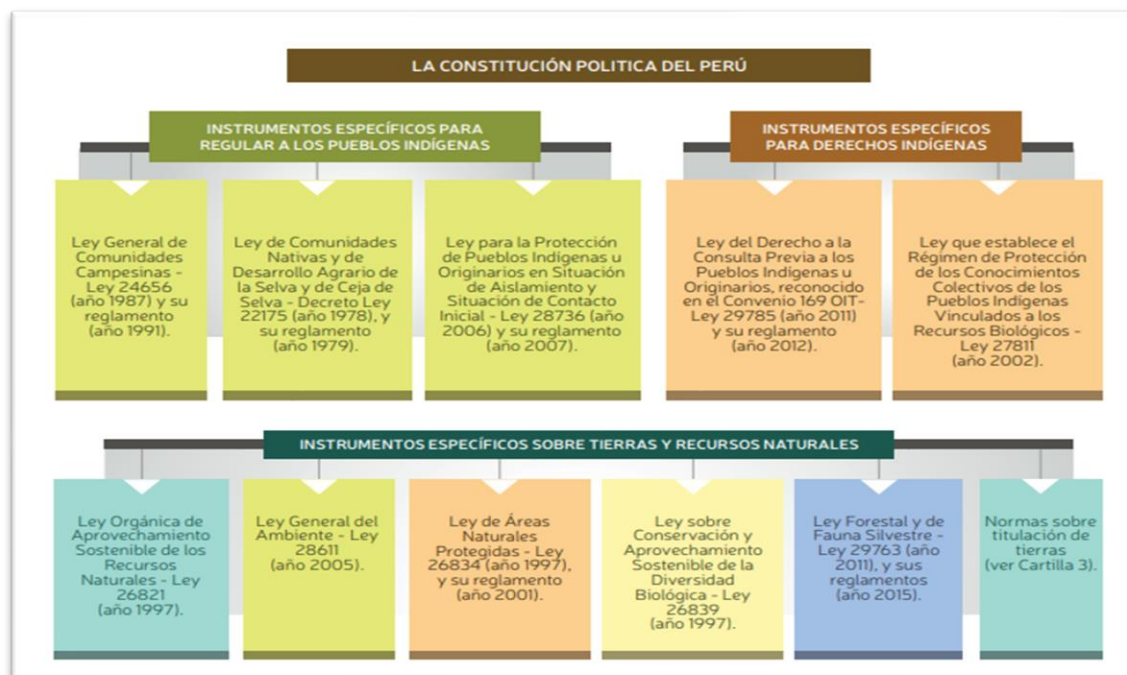 LA CONSTITUCIÓN POLITICA DEL PERÚ
INSTRUMENTOS ESPECÍFICOS PARA
REGULAR A LOS PUEBLOS INDÍGENAS
Ley General de
Comunidades
Campesinas -
Ley 24656
(año 1987) y su
reglamento
(año 1991).
Ley de Comunidades
Nativas y de
Desarrollo Agrario de
la Selva y de Ceja de
Selva - Decreto Ley
22175 (año 1978), y
su reglamento
(año 1979).
Ley para la Protección
de Pueblos Indígenas u
Originarios en Situación
de Aislamiento y
Situación de Contacto
Inicial - Ley 28736 (año
2006) y su reglamento
(año 2007).
INSTRUMENTOS ESPECÍFICOS
PARA DERECHOS INDÍGENAS
Ley del Derecho a la
Consulta Previa a los
Pueblos Indígenas u
Originarios, reconocido
en el Convenio 169 OIT-
Ley 29785 (año 2011)
y su reglamento
(año 2012).
Ley que establece el
Régimen de Protección
de los Conocimientos
Colectivos de los
Pueblos Indígenas
Vinculados a los
Recursos Biológicos -
Ley 27811
(año 2002).
INSTRUMENTOS ESPECÍFICOS SOBRE TIERRAS Y RECURSOS NATURALES
Ley Orgánica de
Aprovechamiento
Sostenible de los
Recursos
Naturales - Ley
26821
(año 1997).
Ley General del
Ambiente - Ley
28611
(año 2005).
Ley de Áreas
Naturales
Protegidas - Ley
26834 (año 1997),
y su reglamento
(año 2001).
Ley sobre
Conservación y
Aprovechamiento
Sostenible de la
Diversidad
Biológica - Ley
26839
(año 1997).
Ley Forestal y de
Fauna Silvestre -
Ley 29763 (año
2011), y sus
reglamentos
(año 2015).
Normas sobre
titulación de
tierras
(ver Cartilla 3).